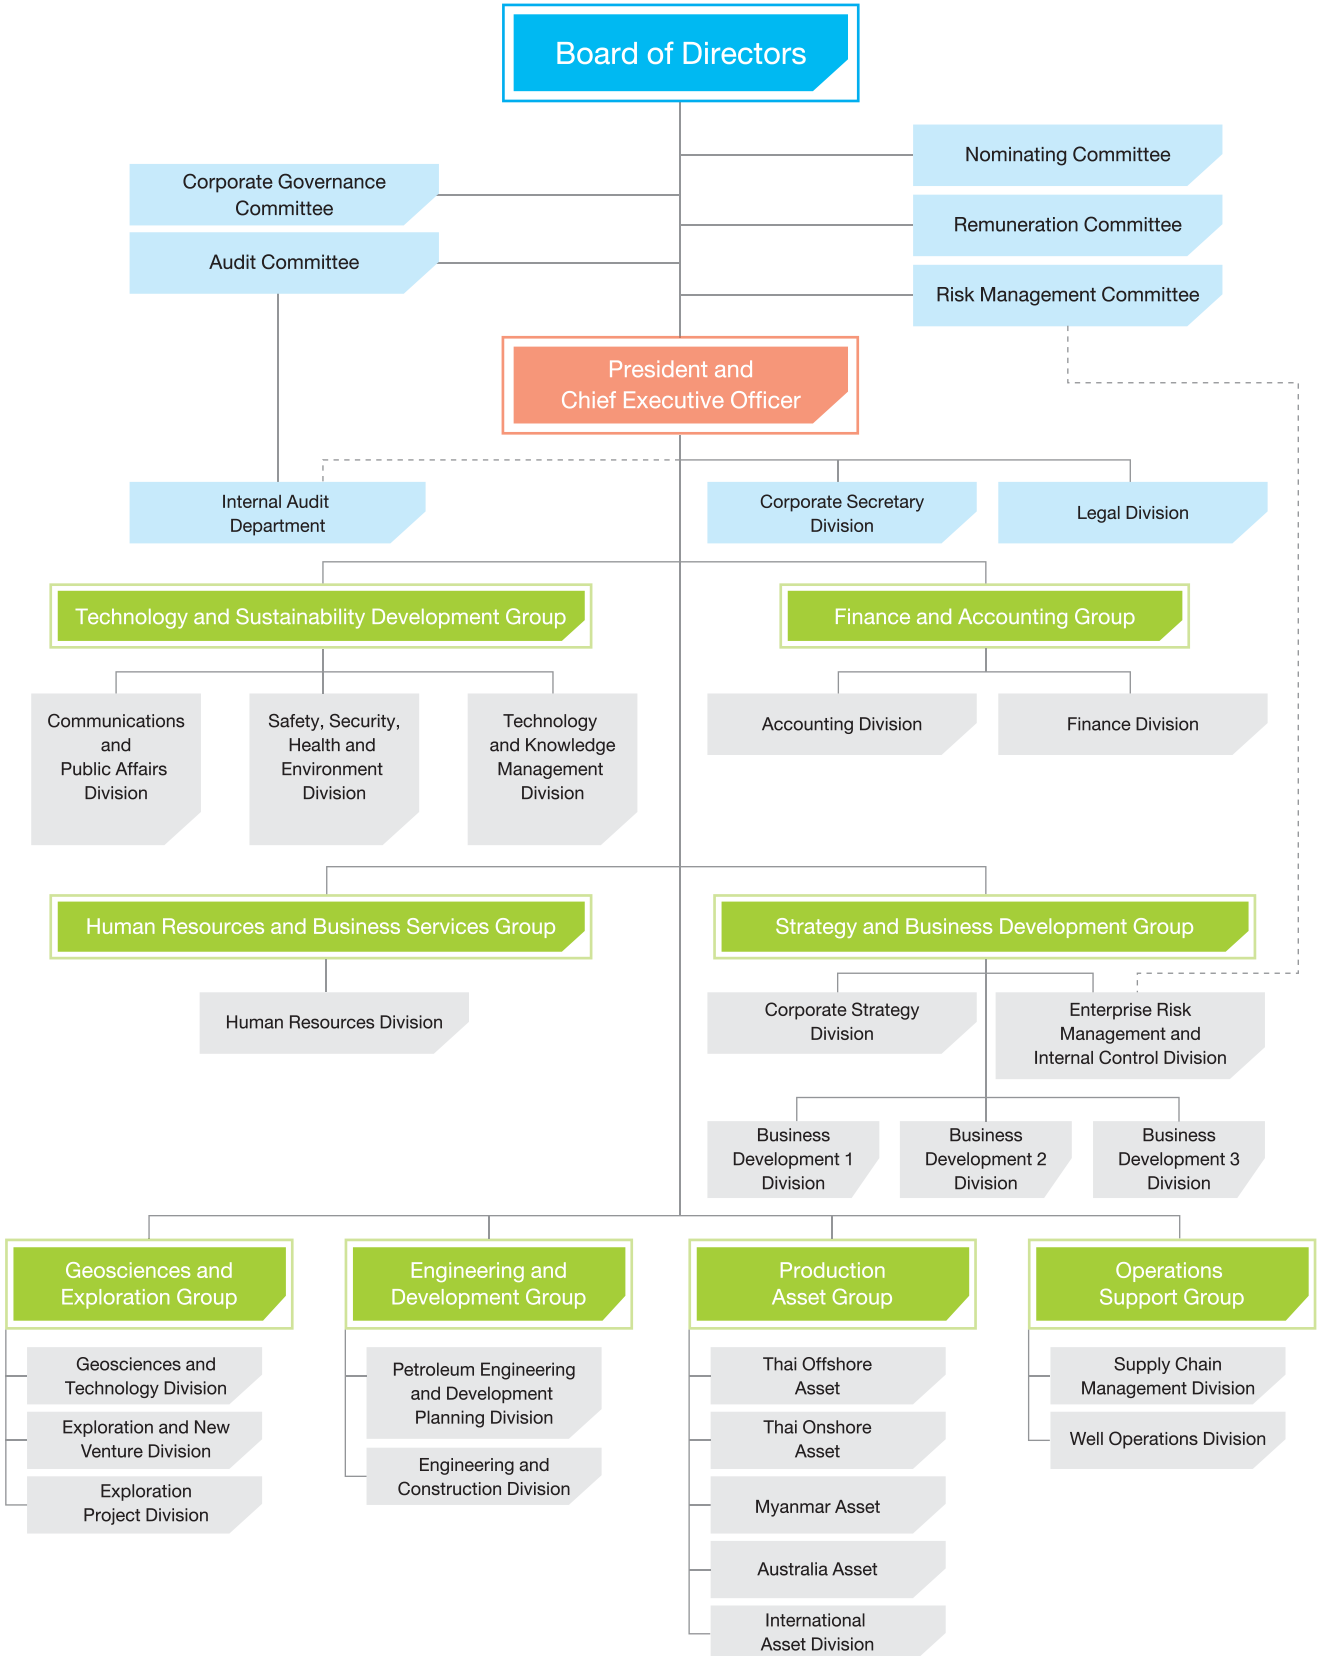 Board of Directors
Nominating Committee
Corporate Governance
Committee
Remuneration Committee
Audit Committee
Risk Management Committee
President and
Chief Executive Officer
Internal Audit
Department
Corporate Secretary
Division
Legal Division
Technology and Sustainability Development Group
Finance and Accounting Group
Communications
and
Public Affairs
Division
Safety, Security,
Health and
Environment
Division
Technology
and Knowledge
Management
Division
Accounting Division
Finance Division
Human Resources and Business Services Group
Strategy and Business Development Group
Human Resources Division
Corporate Strategy
Division
Enterprise Risk
Management and
Internal Control Division
Business
Development 1
Division
Business
Development 2
Division
Business
Development 3
Division
Geosciences and
Exploration Group
Engineering and
Development Group
Production
Asset Group
Operations
Support Group
Geosciences and
Technology Division
Exploration and New
Venture Division
Exploration
Project Division
Petroleum Engineering
and Development
Planning Division
Engineering and
Construction Division
Thai Offshore
Asset
Thai Onshore
Asset
Myanmar Asset
Australia Asset
International
Asset Division
Supply Chain
Management Division
Well Operations Division